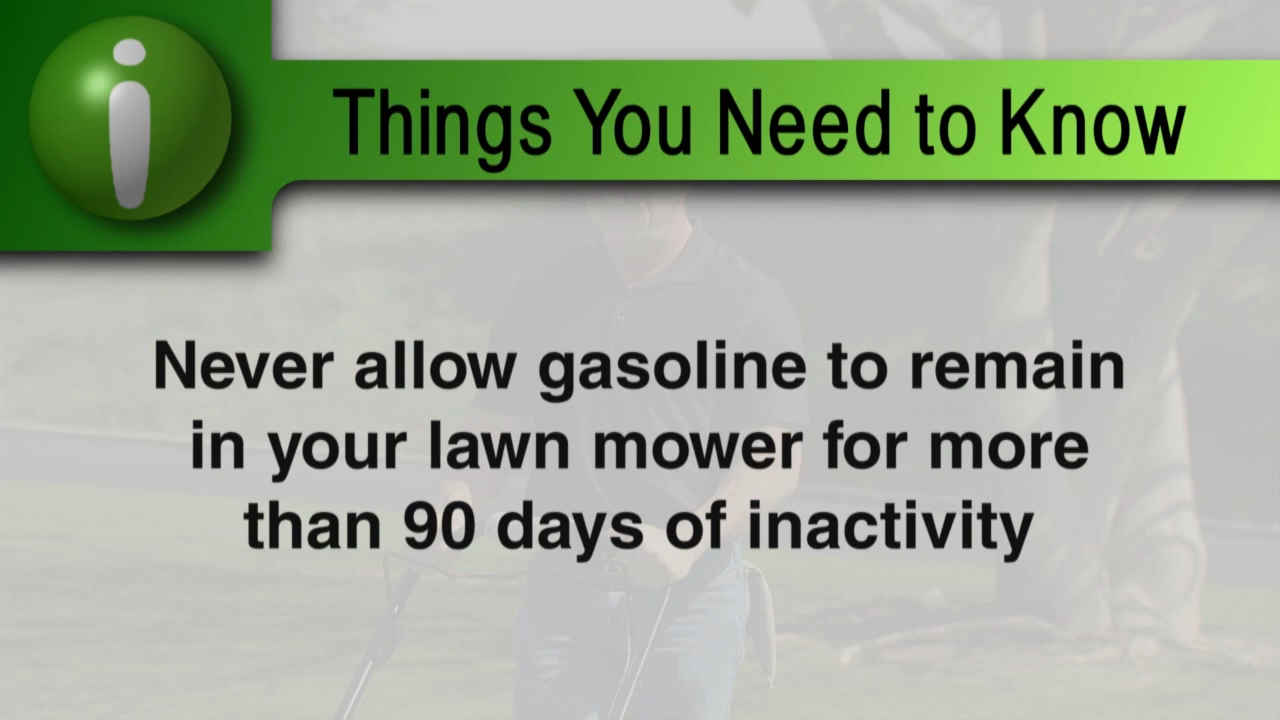 i
Things You Need to Know
Never allow gasoline to remain
in your lawn mower for more
than 90 days of inactivity